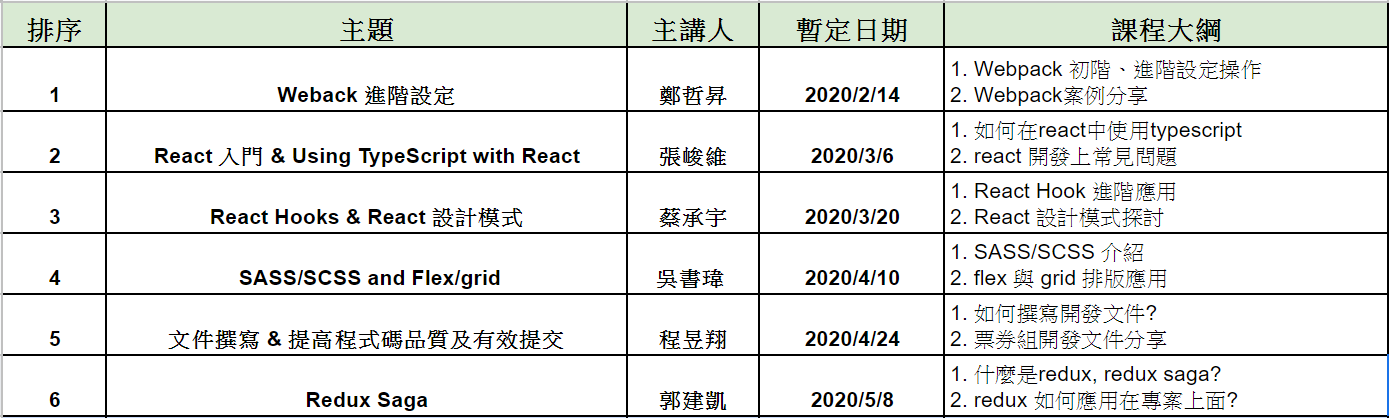 排序 主題 主講人 暫定日期 課程大綱
1 Weback 進階設定 鄭哲昇 2020/2/14 1. Webpack 初階、進階設定操作
2. Webpack案例分享
2 React 入門 & Using TypeScript with React 張峻維 2020/3/6 1. 如何在react中使用typescript
2. react 開發上常見問題
3 React Hooks & React 設計模式 蔡承宇 2020/3/20 1. React Hook 進階應用
2. React 設計模式探討
4 SASS/SCSS and Flex/grid 吳書瑋 2020/4/10 1. SASS/SCSS 介紹
2. flex 與 grid 排版應用
5 文件撰寫 & 提高程式碼品質及有效提交 程昱翔 2020/4/24 1. 如何撰寫開發文件?
2. 票券組開發文件分享
6 Redux Saga 郭建凱 2020/5/8 1. 什麼是redux, redux saga?
2. redux 如何應用在專案上面?